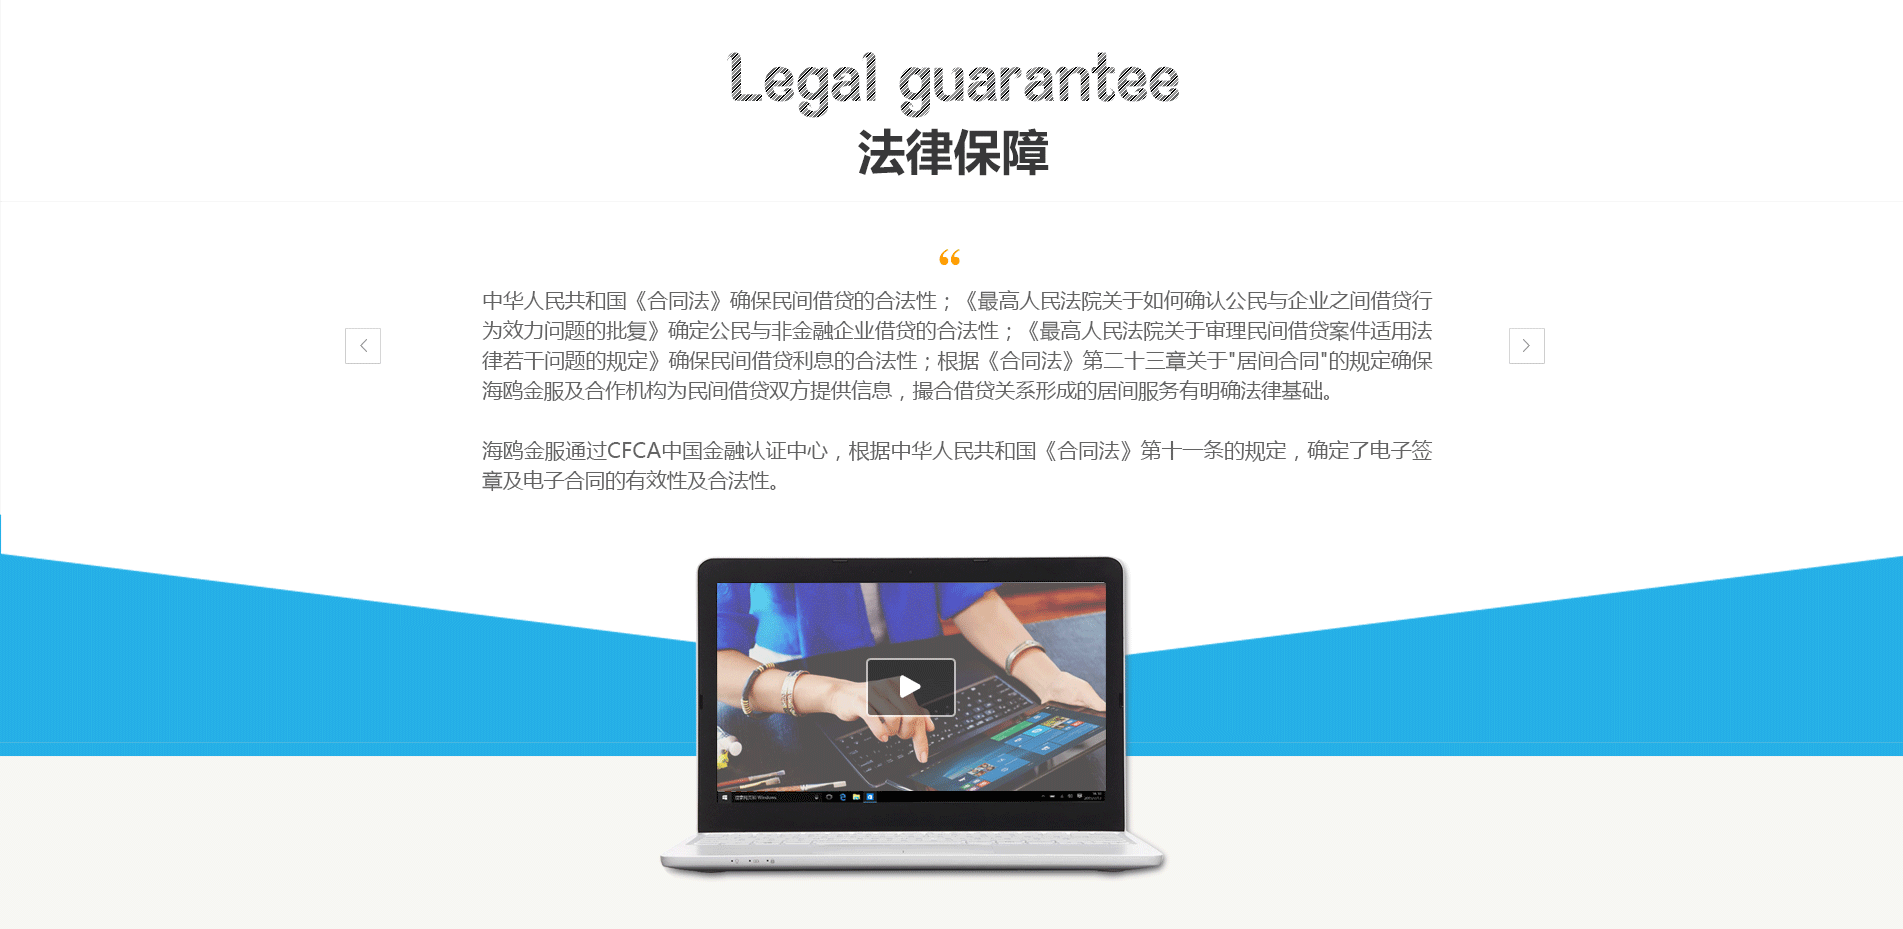 Legal guarantee
法律保障
“
中华人民共和国《合同法》确保民间借贷的合法性；《最高人民法院关于如何确认公民与企业之间借贷行
为效力问题的批复》确定公民与非金融企业借贷的合法性；《最高人民法院关于审理民间借贷案件适用法
律若干问题的规定》确保民间借贷利息的合法性；根据《合同法》第二十三章关于"居间合同"的规定确保
海鸥金服及合作机构为民间借贷双方提供信息，撮合借贷关系形成的居间服务有明确法律基础。
海鸥金服通过CFCA中国金融认证中心，根据中华人民共和国《合同法》第十一条的规定，确定了电子签
章及电子合同的有效性及合法性。